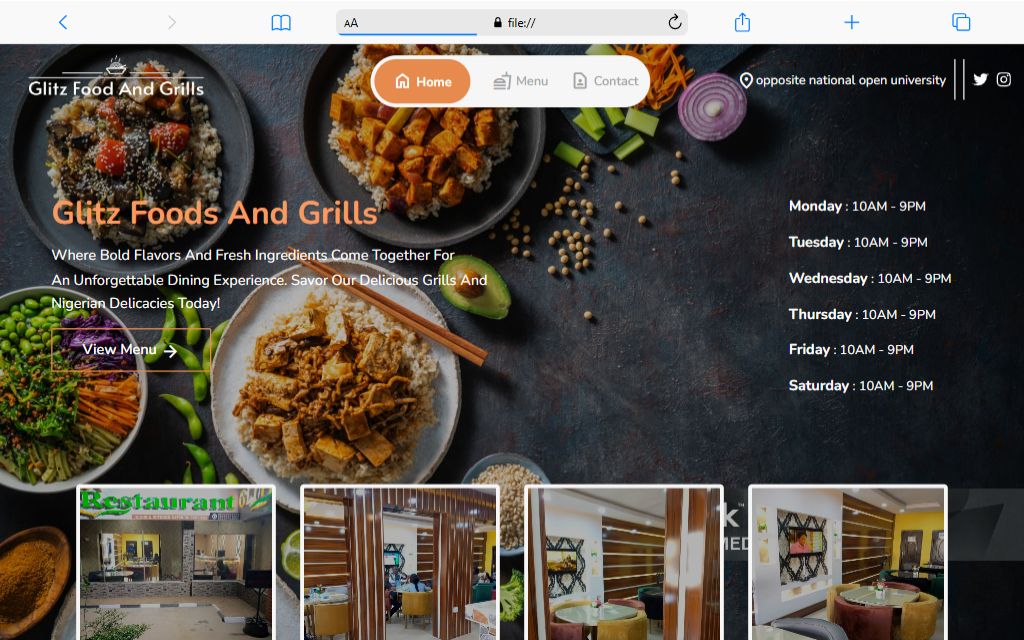 AA file://
Glitz Food And Grills
Home Menu Contact
opposite national open university
Glitz Foods And Grills
Where Bold Flavors And Fresh Ingredients Come Together For
An Unforgettable Dining Experience. Savor Our Delicious Grills And
Nigerian Delicacies Today!
View Menu
Monday : 10AM - 9PM
Tuesday : 10AM - 9PM
Wednesday : 10AM - 9PM
Thursday : 10AM - 9PM
Friday : 10AM - 9PM
Saturday : 10AM - 9PM
Restaurant